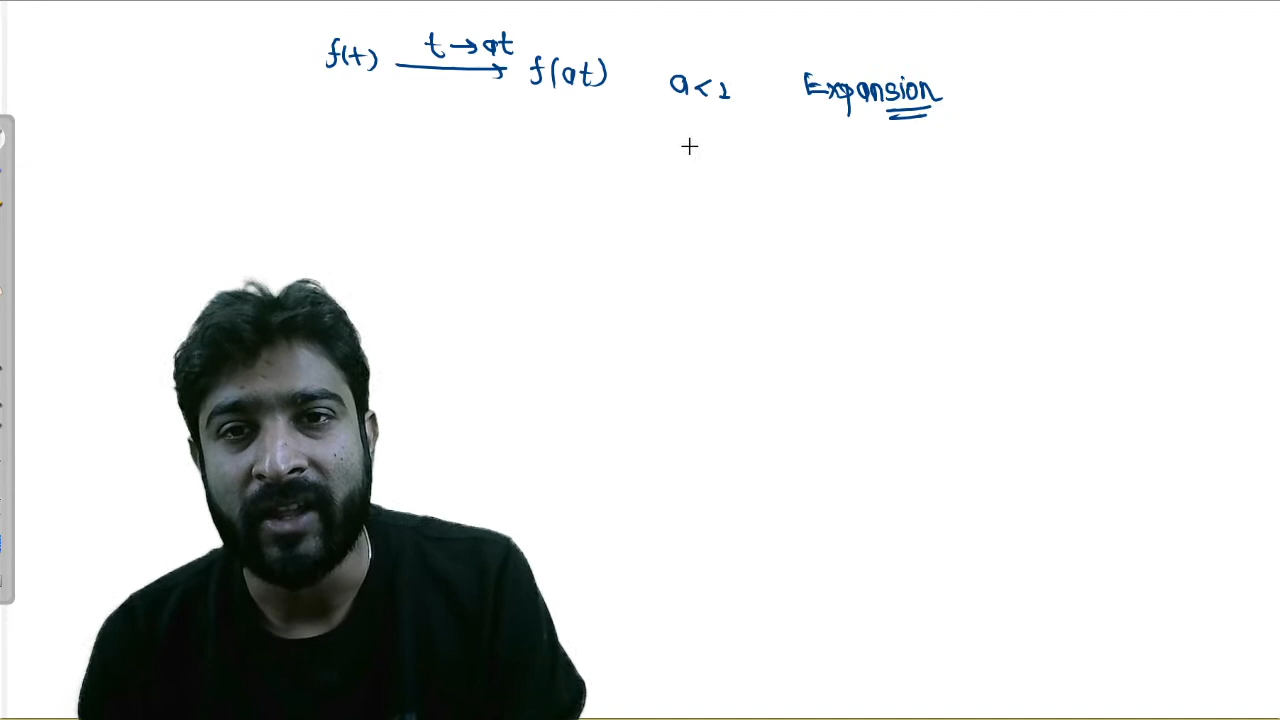 f(t) t→at f(at) a<1 Expansion